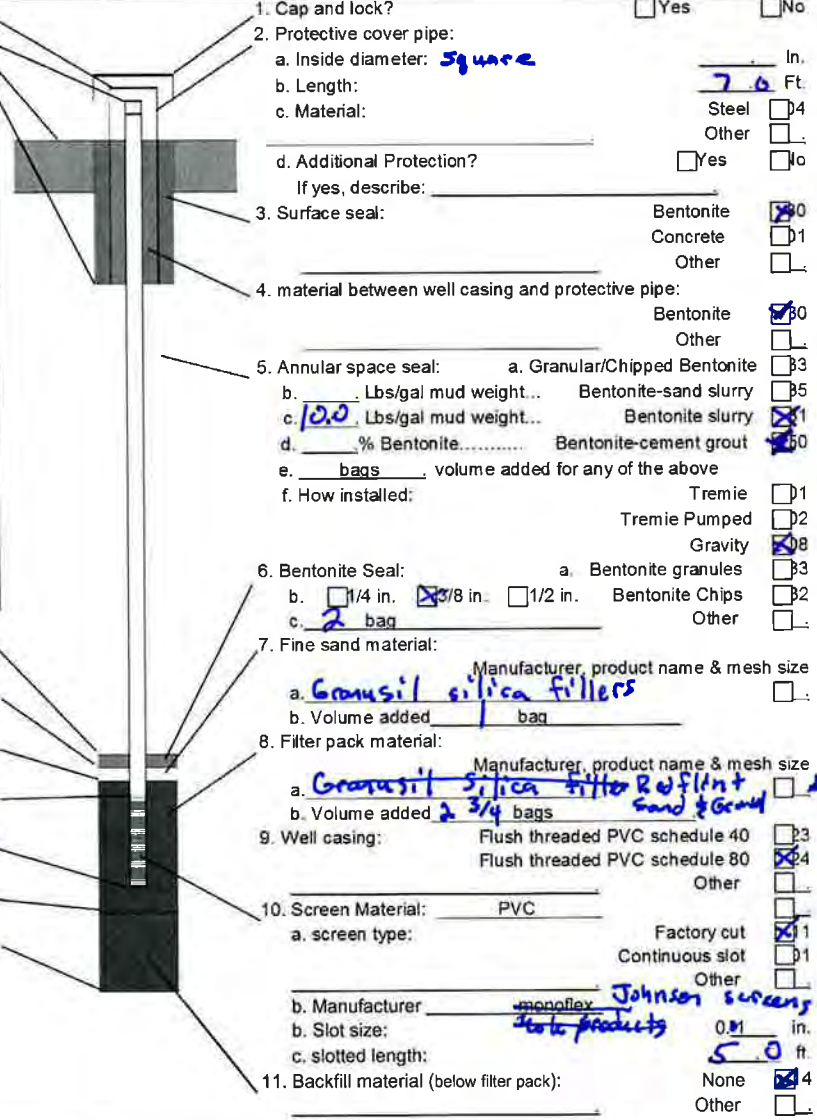 1. Cap and lock? Yes No
2. Protective cover pipe:
a. Inside diameter: Square . In.
b. Length: 7.0 Ft.
c. Material: Steel 04
Other
d. Additional Protection? Yes No
If yes, describe:
3. Surface seal: Bentonite 30
Concrete 01
Other
4. material between well casing and protective pipe:
Bentonite 30
Other
5. Annular space seal: a. Granular/Chipped Bentonite 33
b. . Lbs/gal mud weight... Bentonite-sand slurry 35
c. 10.0 . Lbs/gal mud weight... Bentonite slurry 31
d. % Bentonite........... Bentonite-cement grout 50
e. bags . volume added for any of the above
f. How installed: Tremie 01
Tremie Pumped 02
Gravity 08
6. Bentonite Seal: a. Bentonite granules 33
b. 1/4 in. 3/8 in. 1/2 in. Bentonite Chips 32
c. 2 bag Other
7. Fine sand material:
Manufacturer, product name & mesh size
a. Granusil silica fillers
b. Volume added 1 bag
8. Filter pack material:
Manufacturer, product name & mesh size
a. Granusil Silica filler Red flint
Sand & Gravel
b. Volume added 2 3/4 bags
9. Well casing: Flush threaded PVC schedule 40 23
Flush threaded PVC schedule 80 24
Other
10. Screen Material: PVC
a. screen type: Factory cut 11
Continuous slot 01
Other
b. Manufacturer monoflex Johnson screens
products
b. Slot size: 0. in.
c. slotted length: 5.0 ft.
11. Backfill material (below filter pack): None 14
Other